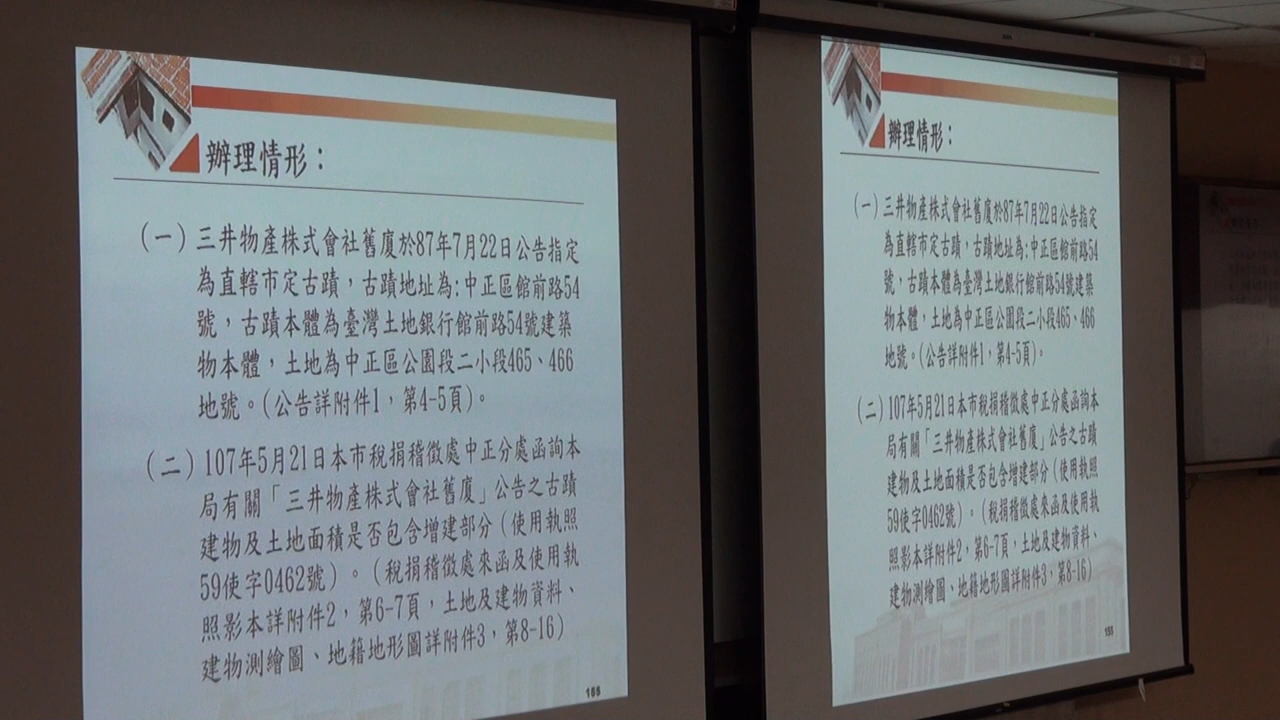 辦理情形：
（一）三井物產株式會社舊廈於87年7月22日公告指定
為直轄市定古蹟，古蹟地址為：中正區館前路54
號，古蹟本體為臺灣土地銀行館前路54號建築
物本體，土地為中正區公園段二小段465、466
地號。(公告詳附件1，第4-5頁)。
（二）107年5月21日本市稅捐稽徵處中正分處函詢本
局有關「三井物產株式會社舊廈」公告之古蹟
建物及土地面積是否包含增建部分（使用執照
59使字0462號）。（稅捐稽徵處來函及使用執
照影本詳附件2，第6-7頁，土地及建物資料、
建物測繪圖、地籍地形圖詳附件3，第8-16）
155
辦理情形：
（一）三井物產株式會社舊廈於87年7月22日公告指定
為直轄市定古蹟，古蹟地址為：中正區館前路54
號，古蹟本體為臺灣土地銀行館前路54號建築
物本體，土地為中正區公園段二小段465、466
地號。(公告詳附件1，第4-5頁)。
（二）107年5月21日本市稅捐稽徵處中正分處函詢本
局有關「三井物產株式會社舊廈」公告之古蹟
建物及土地面積是否包含增建部分（使用執照
59使字0462號）。（稅捐稽徵處來函及使用執
照影本詳附件2，第6-7頁，土地及建物資料、
建物測繪圖、地籍地形圖詳附件3，第8-16）
155